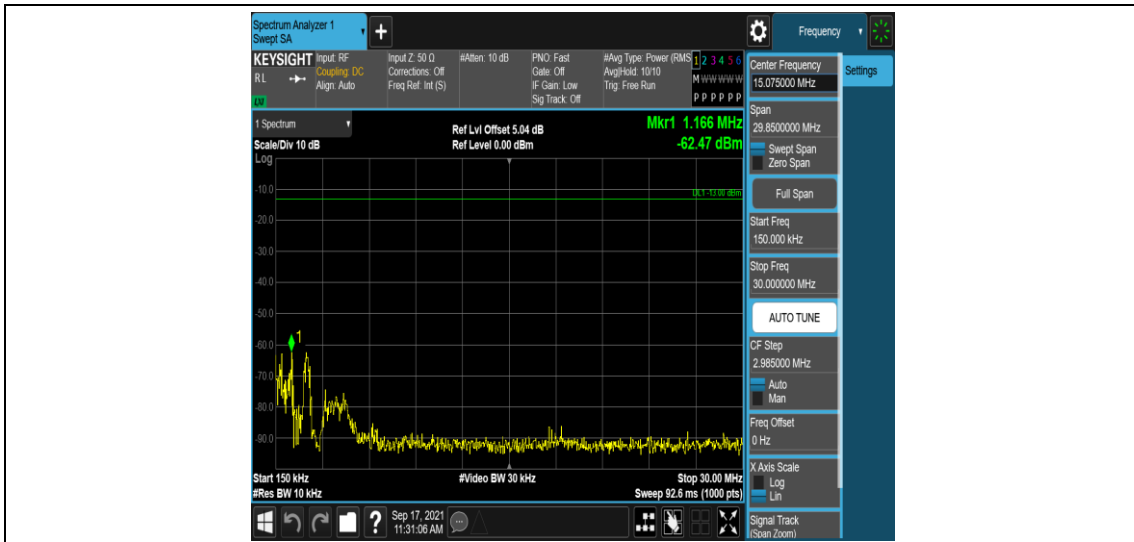 Spectrum Analyzer 1
Swept SA
+
Frequency
KEYSIGHT
RL
LXI
Input: RF
Coupling: DC
Align: Auto
Input Z: 50 Ω
Corrections: Off
Freq Ref: Int (S)
#Atten: 10 dB
PNO: Fast
Gate: Off
IF Gain: Low
Sig Track: Off
#Avg Type: Power (RMS
Avg|Hold: 10/10
Trig: Free Run
1 2 3 4 5 6
M W W W W W
P P P P P P
1 Spectrum
Scale/Div 10 dB
Ref Lvl Offset 5.04 dB
Ref Level 0.00 dBm
Mkr1 1.166 MHz
-62.47 dBm
Log
DL1 -13.00 dBm
-10.0
-20.0
-30.0
-40.0
-50.0
-60.0
-70.0
-80.0
-90.0
1
Start 150 kHz
#Res BW 10 kHz
#Video BW 30 kHz
Stop 30.00 MHz
Sweep 92.6 ms (1000 pts)
?
Sep 17, 2021
11:31:06 AM
Center Frequency
15.075000 MHz
Settings
Span
29.8500000 MHz
Swept Span
Zero Span
Full Span
Start Freq
150.000 kHz
Stop Freq
30.000000 MHz
AUTO TUNE
CF Step
2.985000 MHz
Auto
Man
Freq Offset
0 Hz
X Axis Scale
Log
Lin
Signal Track
(Span Zoom)